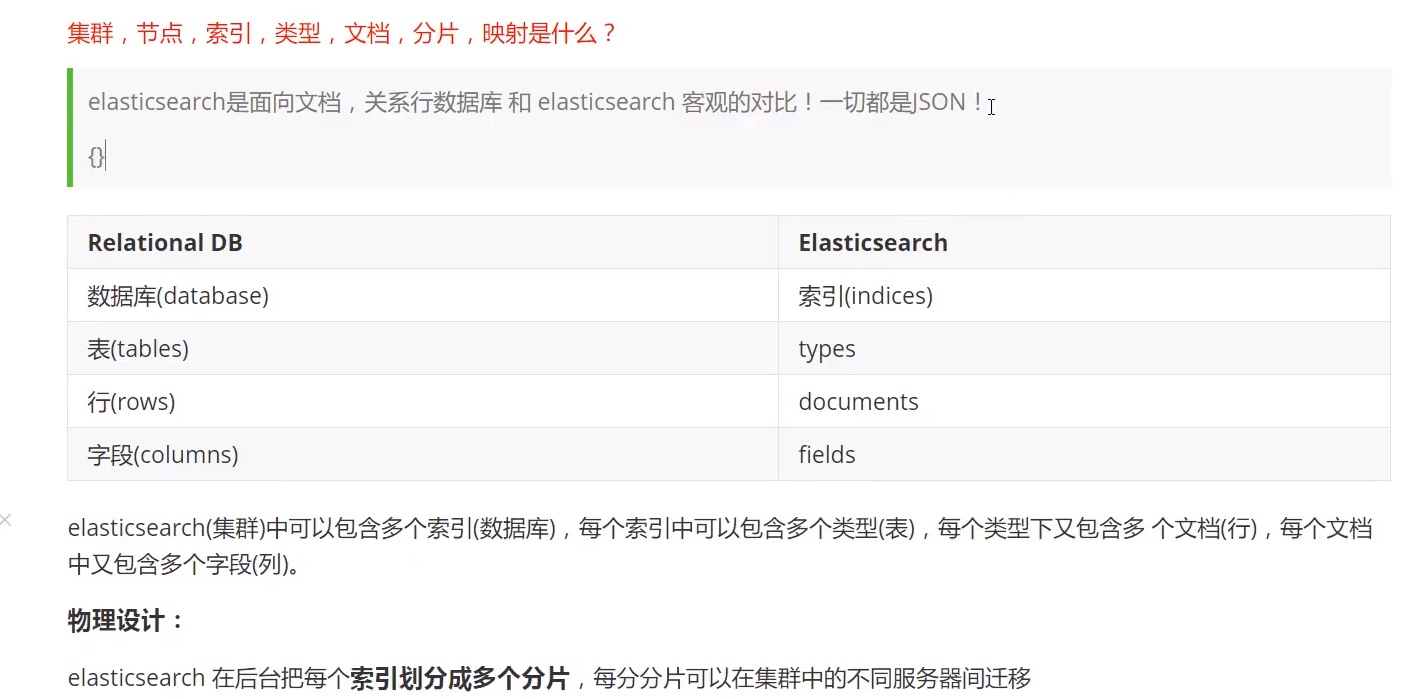 集群，节点，索引，类型，文档，分片，映射是什么？
elasticsearch是面向文档，关系行数据库 和 elasticsearch 客观的对比！一切都是JSON！
{}
Relational DB Elasticsearch
数据库(database) 索引(indices)
表(tables) types
行(rows) documents
字段(columns) fields
elasticsearch(集群)中可以包含多个索引(数据库)，每个索引中可以包含多个类型(表)，每个类型下又包含多 个文档(行)，每个文档
中又包含多个字段(列)。
物理设计：
elasticsearch 在后台把每个索引划分成多个分片，每分分片可以在集群中的不同服务器间迁移